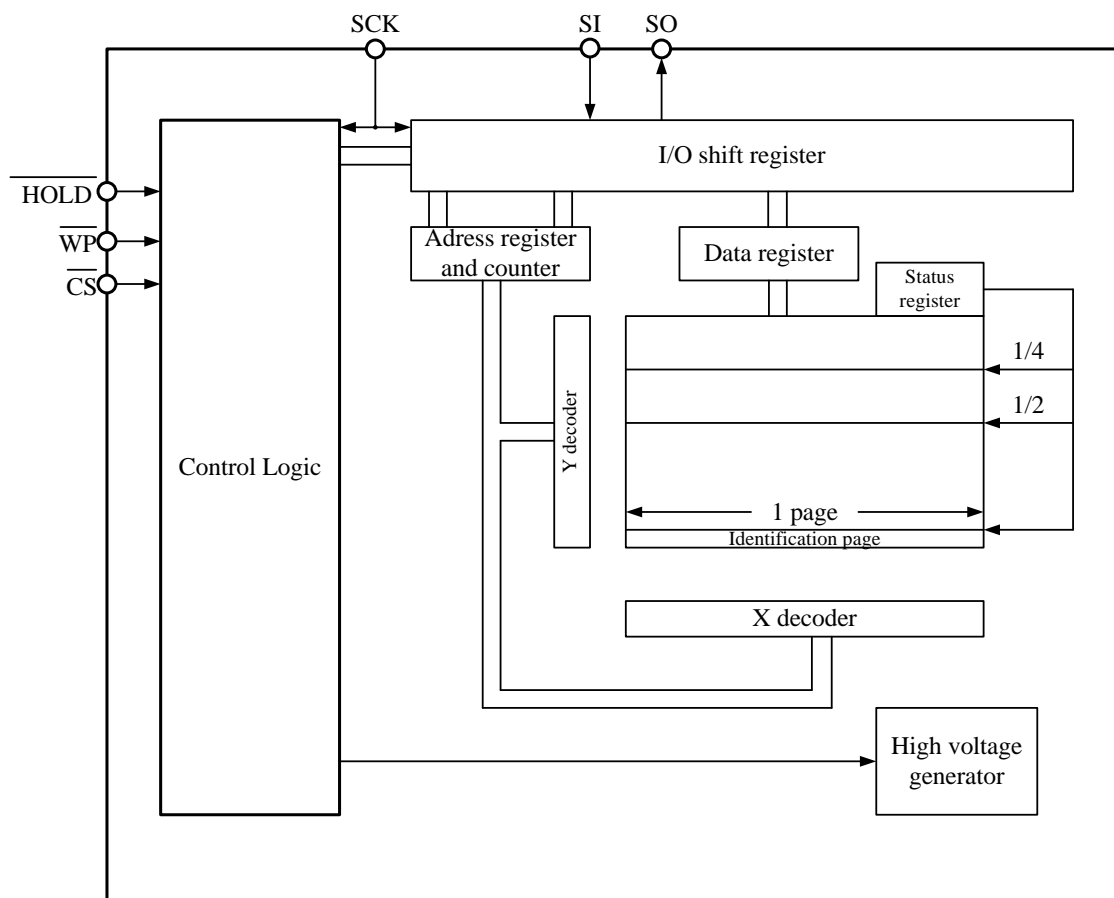 SCK
SI
SO
I/O shift register
HOLD
WP
CS
Adress register
and counter
Data register
Status
register
1/4
1/2
Y decoder
Control Logic
1 page
Identification page
X decoder
High voltage
generator